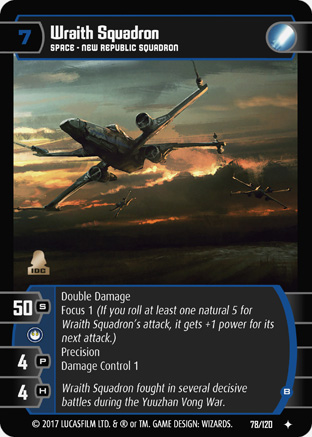 7 Wraith Squadron
SPACE - NEW REPUBLIC SQUADRON
IDC
50 S
Double Damage
Focus 1 (If you roll at least one natural 5 for
Wraith Squadron's attack, it gets +1 power for its
next attack.)
4 P
Precision
Damage Control 1
4 H
Wraith Squadron fought in several decisive
battles during the Yuuzhan Vong War.
B
© 2017 LUCASFILM LTD. & ® or TM. GAME DESIGN: WIZARDS. 78/120